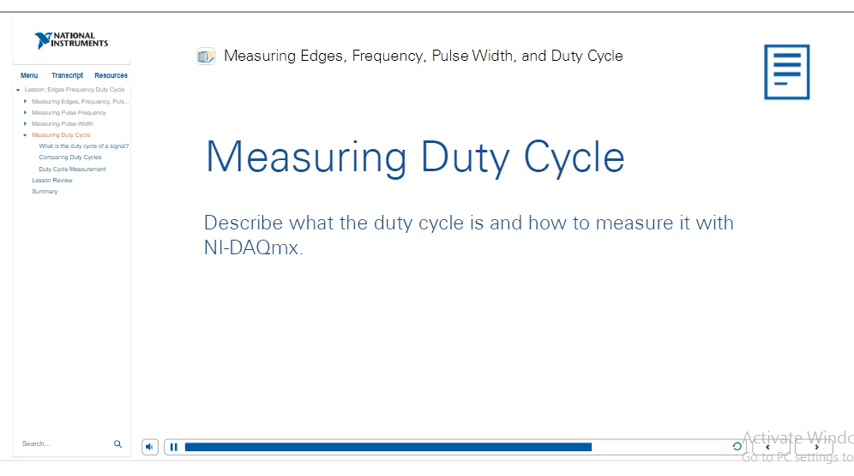 NATIONAL
INSTRUMENTS
Menu Transcript Resources
Lesson: Edges Frequency Duty Cycle
Measuring Edges, Frequency, Puls...
Measuring Pulse Frequency
Measuring Pulse Width
Measuring Duty Cycle
What is the duty cycle of a signal?
Comparing Duty Cycles
Duty Cycle Measurement
Lesson Review
Summary
Search...
Measuring Edges, Frequency, Pulse Width, and Duty Cycle
Measuring Duty Cycle
Describe what the duty cycle is and how to measure it with
NI-DAQmx.
Activate Windo
Go to PC settings to